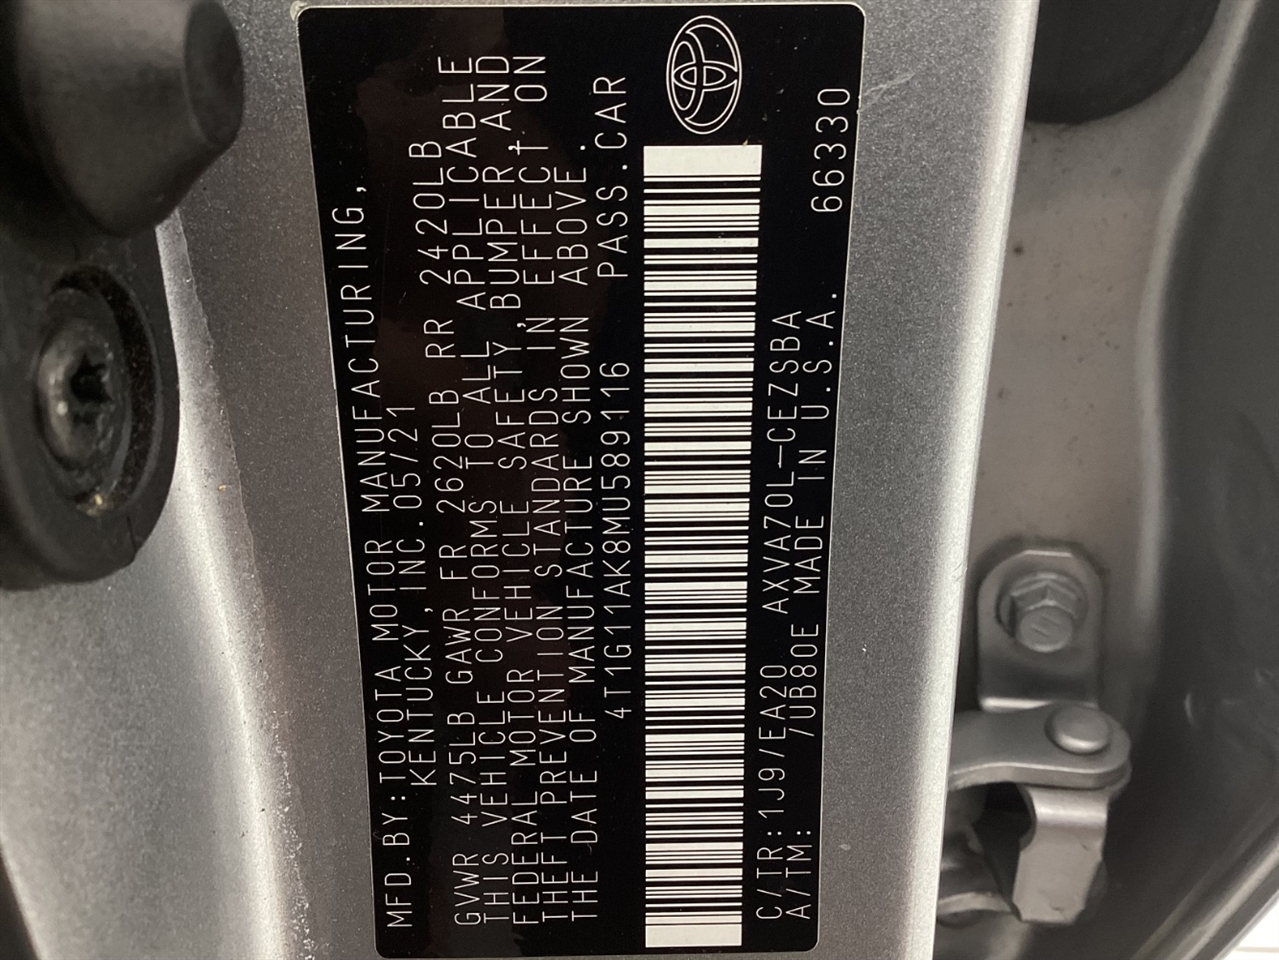 MFD.BY:TOYOTA MOTOR MANUFACTURING,
KENTUCKY, INC. 05/21
GVWR 4475LB GAWR FR 2620LB RR 2420LB
THIS VEHICLE CONFORMS TO ALL APPLICABLE
FEDERAL MOTOR VEHICLE SAFETY, BUMPER, AND
THEFT PREVENTION STANDARDS IN EFFECT ON
THE DATE OF MANUFACTURE SHOWN ABOVE.
4T1G11AK8MU589116 PASS.CAR
C/TR:1J9/EA20 AXVA70L-CEZSBA
A/TM: /UB80E MADE IN U.S.A. 66330